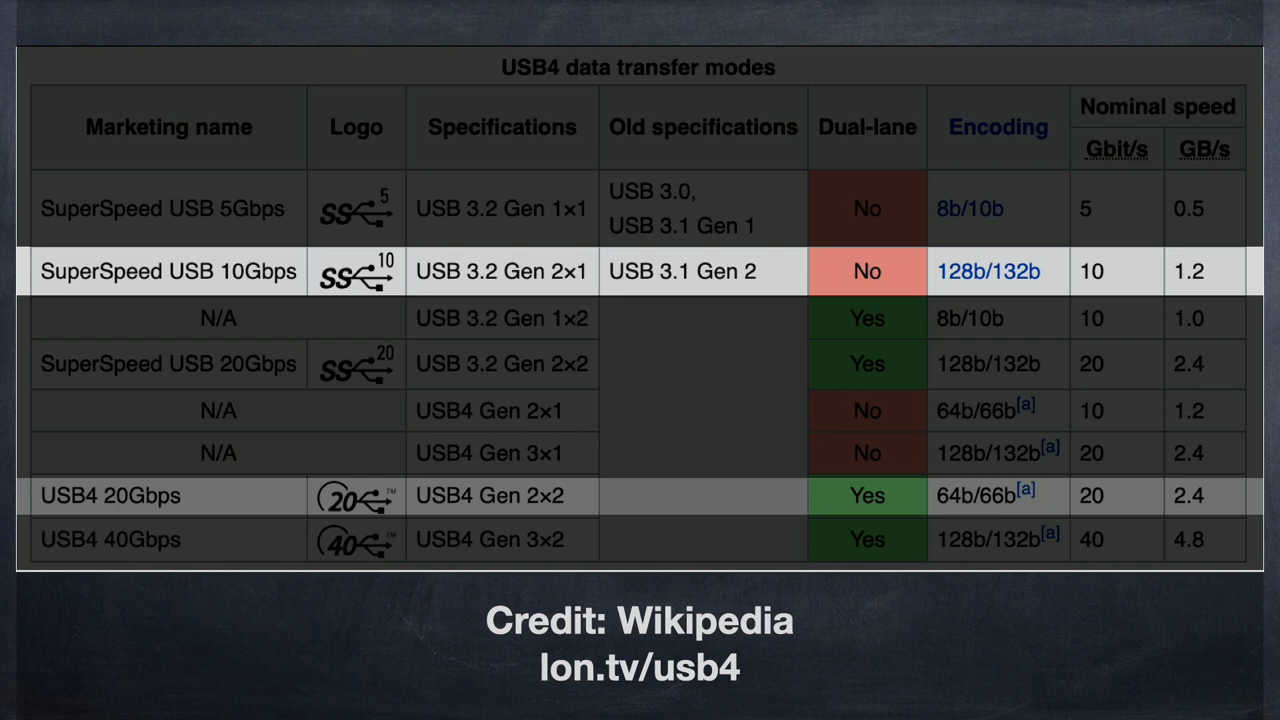 USB4 data transfer modes
Marketing name Logo Specifications Old specifications Dual-lane Encoding Nominal speed
Gbit/s GB/s
SuperSpeed USB 5Gbps SS 5 USB 3.2 Gen 1×1 USB 3.0, USB 3.1 Gen 1 No 8b/10b 5 0.5
SuperSpeed USB 10Gbps SS 10 USB 3.2 Gen 2×1 USB 3.1 Gen 2 No 128b/132b 10 1.2
N/A USB 3.2 Gen 1×2 Yes 8b/10b 10 1.0
SuperSpeed USB 20Gbps SS 20 USB 3.2 Gen 2×2 Yes 128b/132b 20 2.4
N/A USB4 Gen 2×1 No 64b/66b[a] 10 1.2
N/A USB4 Gen 3×1 No 128b/132b[a] 20 2.4
USB4 20Gbps 20 ™ USB4 Gen 2×2 Yes 64b/66b[a] 20 2.4
USB4 40Gbps 40 ™ USB4 Gen 3×2 Yes 128b/132b[a] 40 4.8
Credit: Wikipedia
lon.tv/usb4